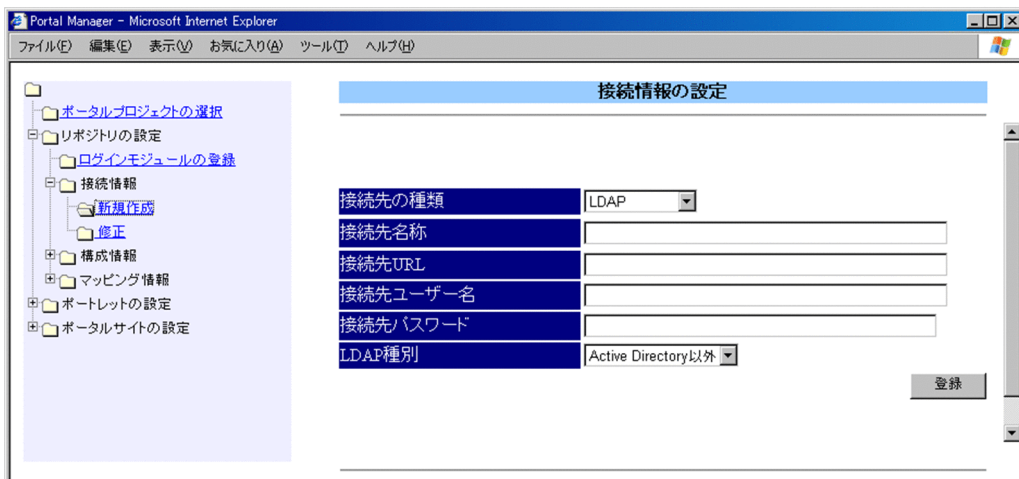 Portal Manager - Microsoft Internet Explorer
ファイル(F) 編集(E) 表示(V) お気に入り(A) ツール(T) ヘルプ(H)
ポータルプロジェクトの選択
リポジトリの設定
ログインモジュールの登録
接続情報
新規作成
修正
構成情報
マッピング情報
ポートレットの設定
ポータルサイトの設定
接続情報の設定
接続先の種類 LDAP
接続先名称
接続先URL
接続先ユーザー名
接続先パスワード
LDAP種別 Active Directory以外
登録